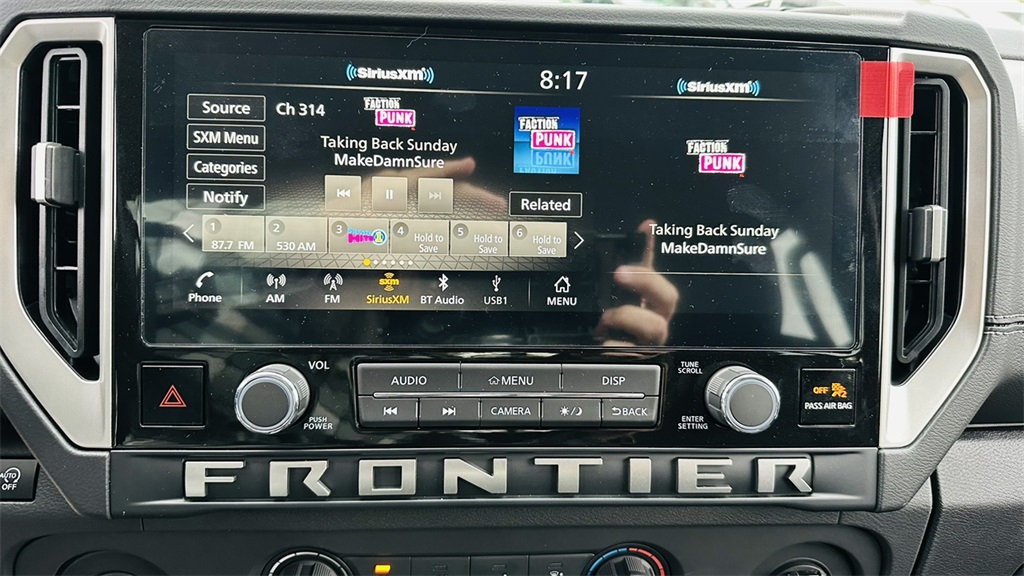 SiriusXM
8:17
SiriusXM
Source
Ch 314
FACTION
PUNK
FACTION
PUNK
SXM Menu
Taking Back Sunday
MakeDamnSure
FACTION
PUNK
Categories
Notify
Related
1
2
3
4
5
6
87.7 FM
530 AM
Hold to
Save
Hold to
Save
Hold to
Save
Taking Back Sunday
MakeDamnSure
Phone
AM
FM
sxm
SiriusXM
BT Audio
USB1
MENU
VOL
PUSH
POWER
AUDIO
MENU
DISP
CAMERA
BACK
TUNE
SCROLL
ENTER
SETTING
OFF
PASS AIR BAG
FRONTIER
AUTO
OFF